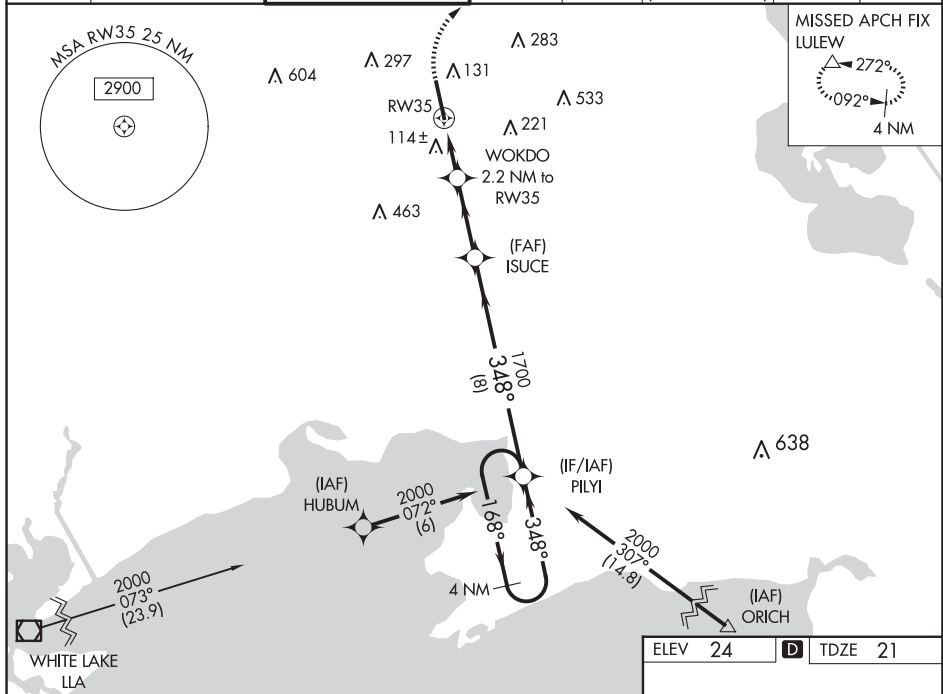 MSA RW35 25 NM
2900
604
297
283
131
533
RW35
221
114±
WOKDO
2.2 NM to
RW35
463
(FAF)
ISUCE
MISSED APCH FIX
LULEW
272°
092°
4 NM
1700
348°
(8)
638
(IF/IAF)
PILYI
(IAF)
HUBUM
2000
072°
(6)
168°
348°
4 NM
2000
307°
(14.8)
(IAF)
ORICH
2000
073°
(23.9)
WHITE LAKE
LLA
ELEV 24 D TDZE 21